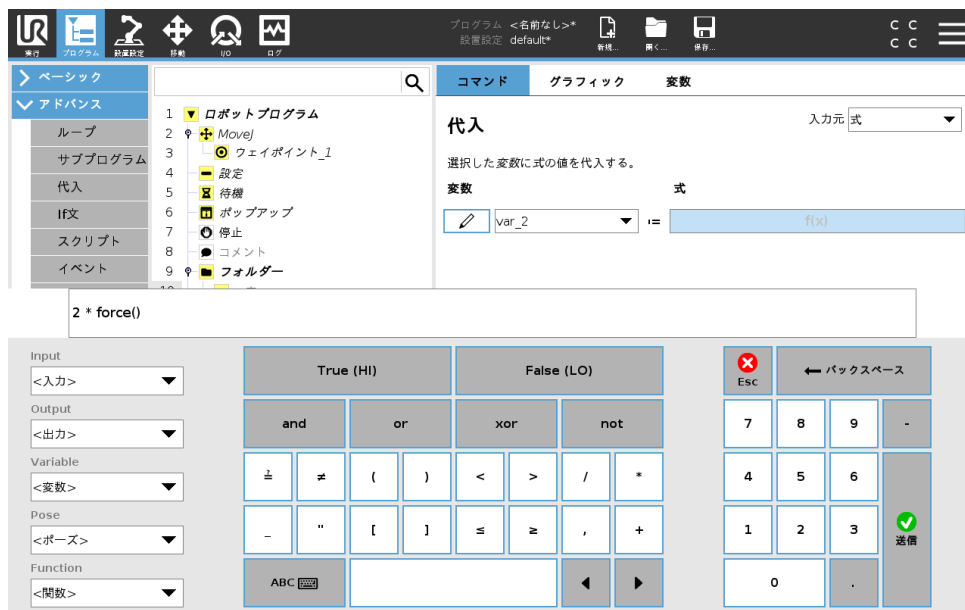 UR
プログラム <名前なし>*
設置設定 default*
実行 プログラム 設置設定 移動 I/O ログ
新規... 開く... 保存...
C C
C C
ベーシック
アドバンス
ループ
サブプログラム
代入
If文
スクリプト
イベント
1 ロボットプログラム
2 MoveJ
3 ウェイポイント_1
4 設定
5 待機
6 ポップアップ
7 停止
8 コメント
9 フォルダー
コマンド グラフィック 変数
代入
入力元 式
選択した変数に式の値を代入する。
変数 式
var_2 := f(x)
2 * force()
Input
<入力>
Output
<出力>
Variable
<変数>
Pose
<ポーズ>
Function
<関数>
True (HI) False (LO)
and or xor not
≟ ≠ ( ) < > / *
_ " [ ] ≤ ≥ , +
ABC
Esc バックスペース
7 8 9 -
4 5 6
1 2 3 送信
0 .